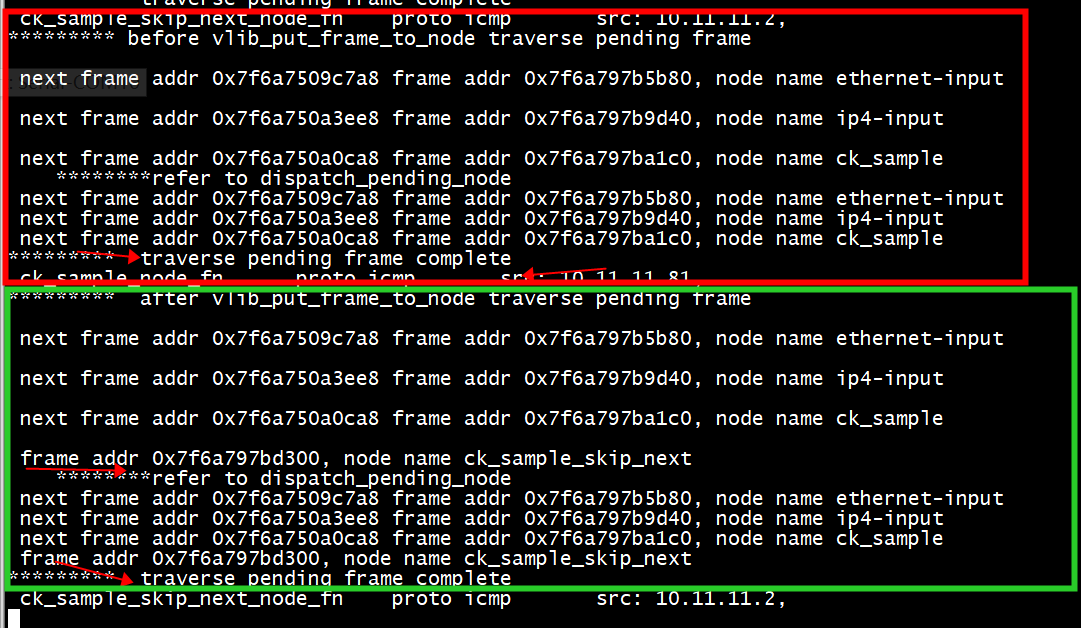 traverse pending frame complete
ck_sample_skip_next_node_fn    proto icmp       src: 10.11.11.2,
********* before vlib_put_frame_to_node traverse pending frame
next frame addr 0x7f6a7509c7a8 frame addr 0x7f6a797b5b80, node name ethernet-input
next frame addr 0x7f6a750a3ee8 frame addr 0x7f6a797b9d40, node name ip4-input
next frame addr 0x7f6a750a0ca8 frame addr 0x7f6a797ba1c0, node name ck_sample
********refer to dispatch_pending_node
next frame addr 0x7f6a7509c7a8 frame addr 0x7f6a797b5b80, node name ethernet-input
next frame addr 0x7f6a750a3ee8 frame addr 0x7f6a797b9d40, node name ip4-input
next frame addr 0x7f6a750a0ca8 frame addr 0x7f6a797ba1c0, node name ck_sample
*********  traverse pending frame complete
ck_sample_node_fn      proto icmp       src: 10.11.11.81,
*********  after vlib_put_frame_to_node traverse pending frame
next frame addr 0x7f6a7509c7a8 frame addr 0x7f6a797b5b80, node name ethernet-input
next frame addr 0x7f6a750a3ee8 frame addr 0x7f6a797b9d40, node name ip4-input
next frame addr 0x7f6a750a0ca8 frame addr 0x7f6a797ba1c0, node name ck_sample
frame addr 0x7f6a797bd300, node name ck_sample_skip_next
********refer to dispatch_pending_node
next frame addr 0x7f6a7509c7a8 frame addr 0x7f6a797b5b80, node name ethernet-input
next frame addr 0x7f6a750a3ee8 frame addr 0x7f6a797b9d40, node name ip4-input
next frame addr 0x7f6a750a0ca8 frame addr 0x7f6a797ba1c0, node name ck_sample
frame addr 0x7f6a797bd300, node name ck_sample_skip_next
*********  traverse pending frame complete
ck_sample_skip_next_node_fn    proto icmp       src: 10.11.11.2,